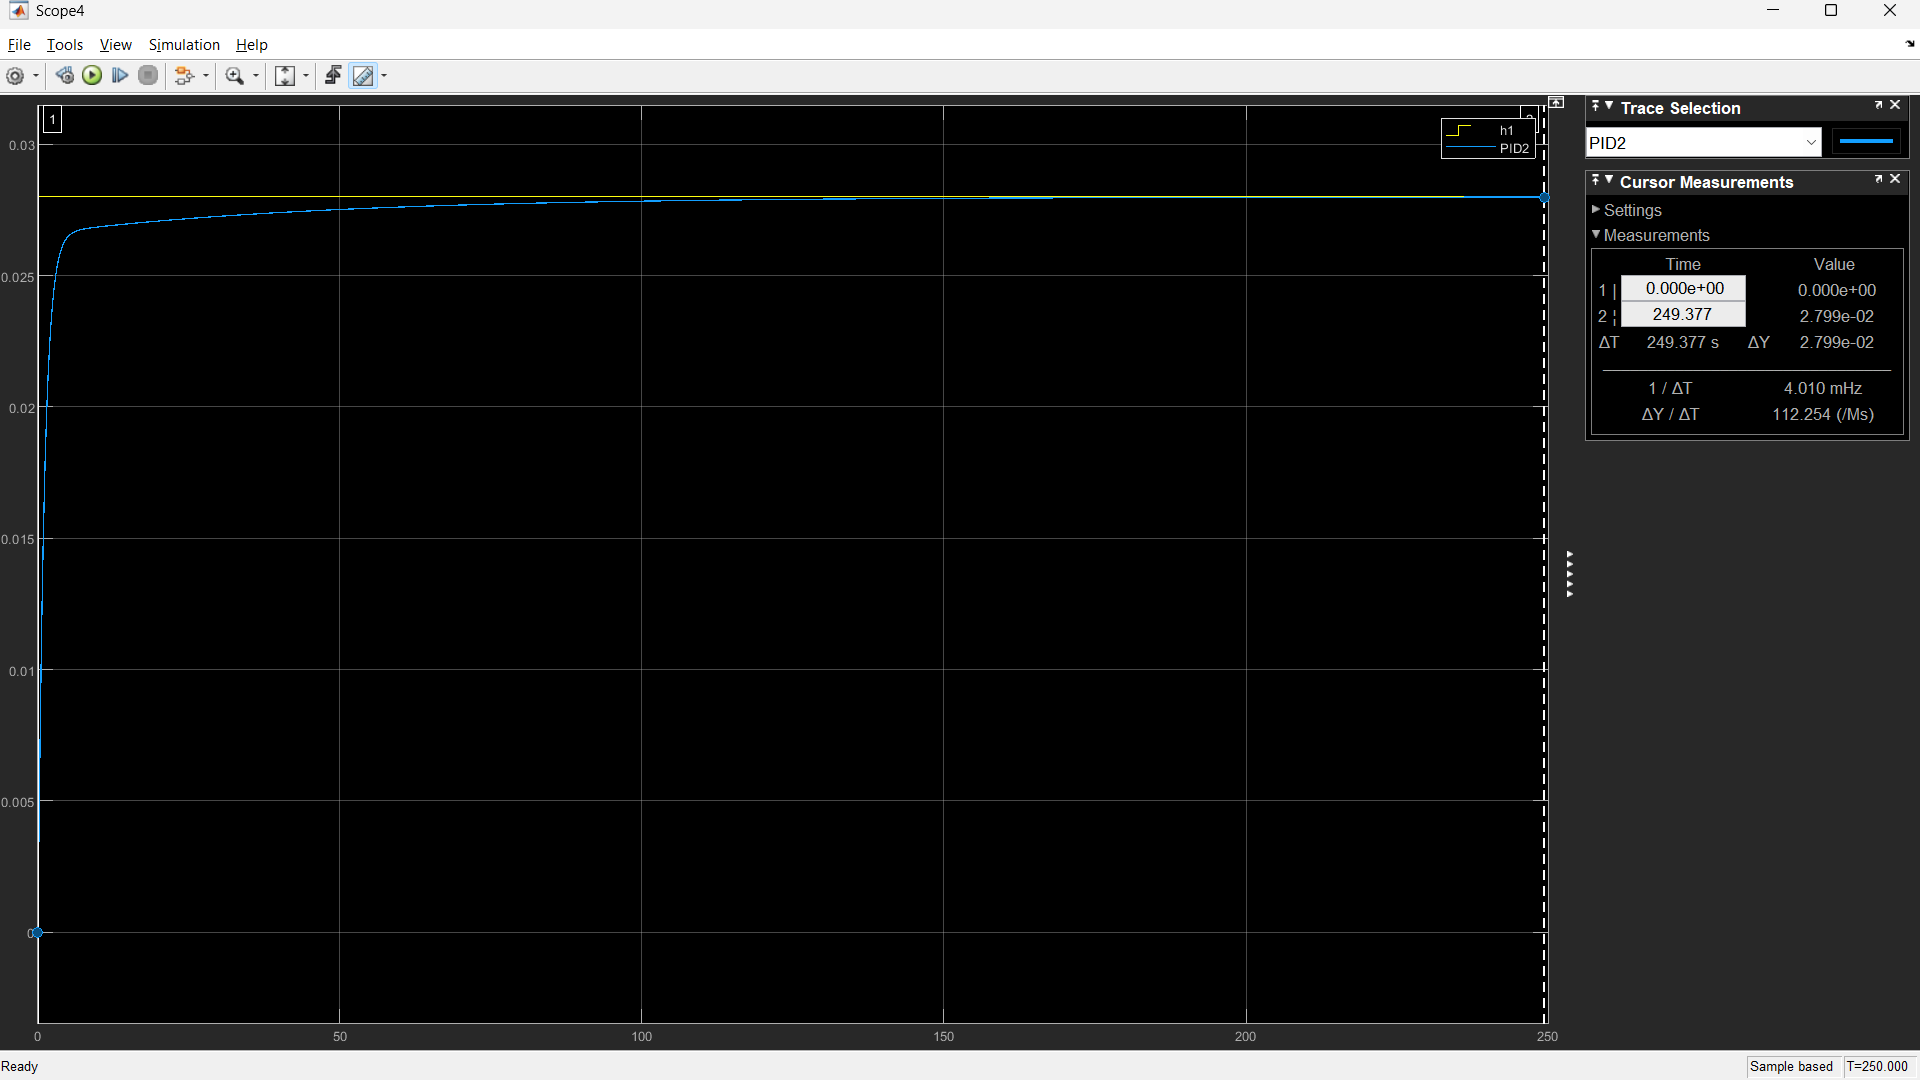 Scope4
File Tools View Simulation Help
1
h1
PID2
0.03
0.025
0.02
0.015
0.01
0.005
0
0 50 100 150 200 250
Trace Selection
PID2
Cursor Measurements
Settings
Measurements
Time Value
1 | 0.000e+00 0.000e+00
2 ¦ 249.377 2.799e-02
ΔT 249.377 s ΔY 2.799e-02
1 / ΔT 4.010 mHz
ΔY / ΔT 112.254 (/Ms)
Ready Sample based T=250.000